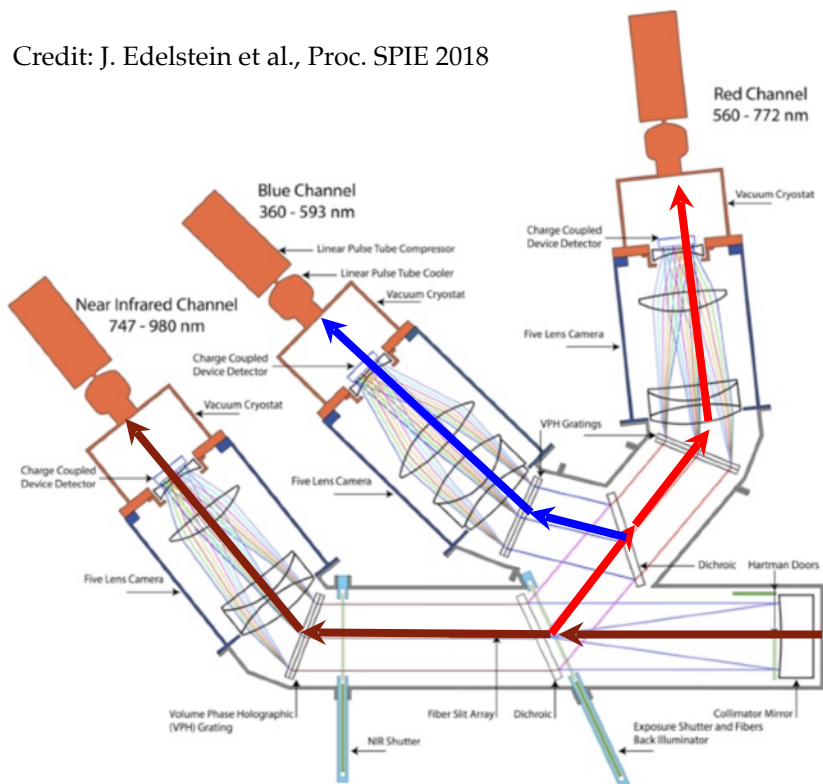 Credit: J. Edelstein et al., Proc. SPIE 2018
Red Channel
560 - 772 nm
Blue Channel
360 - 593 nm
Vacuum Cryostat
Charge Coupled
Device Detector
Linear Pulse Tube Compressor
Linear Pulse Tube Cooler
Near Infrared Channel
747 - 980 nm
Vacuum Cryostat
Five Lens Camera
Charge Coupled
Device Detector
Vacuum Cryostat
VPH Gratings
Charge Coupled
Device Detector
Five Lens Camera
Dichroic
Hartman Doors
Five Lens Camera
Volume Phase Holographic
(VPH) Grating
NIR Shutter
Fiber Slit Array
Dichroic
Exposure Shutter and Fibers
Back Illuminator
Collimator Mirror